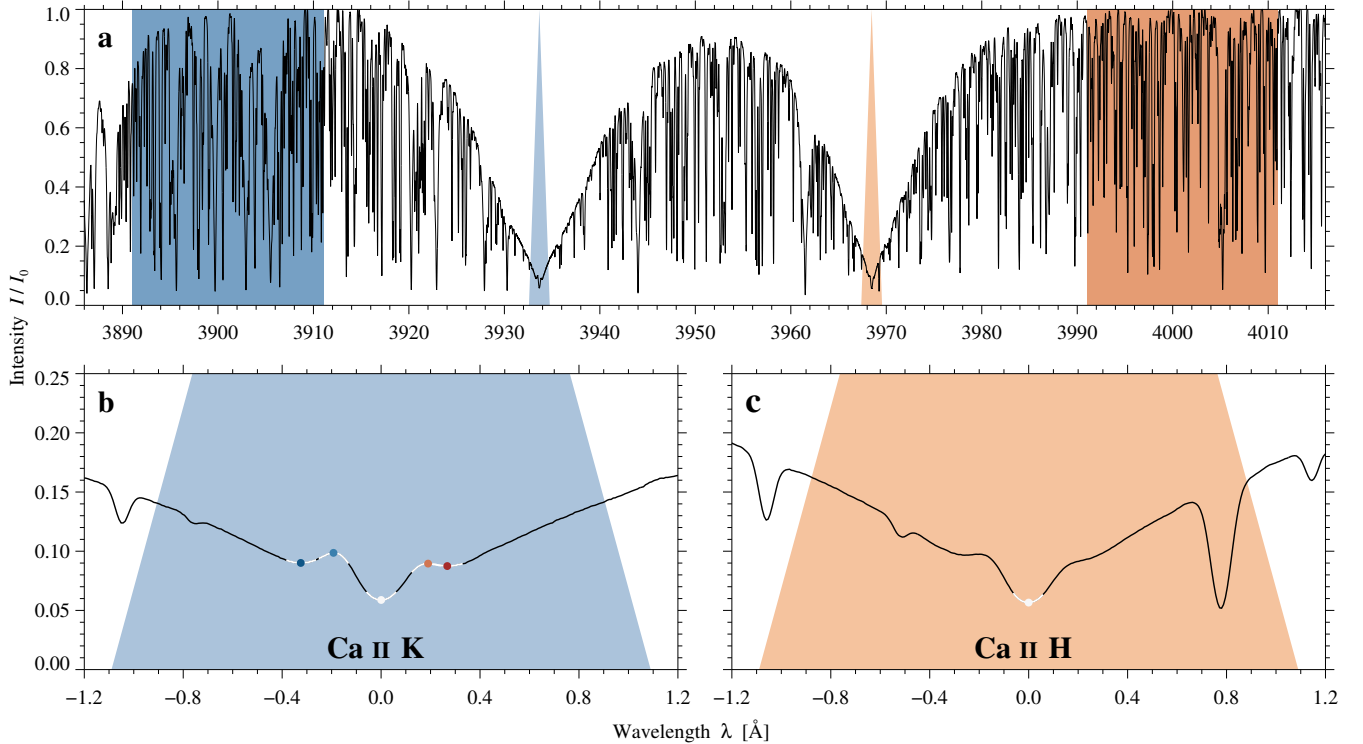 a
1.0
0.8
0.6
0.4
0.2
0.0
3890 3900 3910 3920 3930 3940 3950 3960 3970 3980 3990 4000 4010
Intensity I / I0
b
0.25
0.20
0.15
0.10
0.05
0.00
Ca II K
−1.2 −0.8 −0.4 0.0 0.4 0.8 1.2
c
Ca II H
−1.2 −0.8 −0.4 0.0 0.4 0.8 1.2
Wavelength λ [Å]